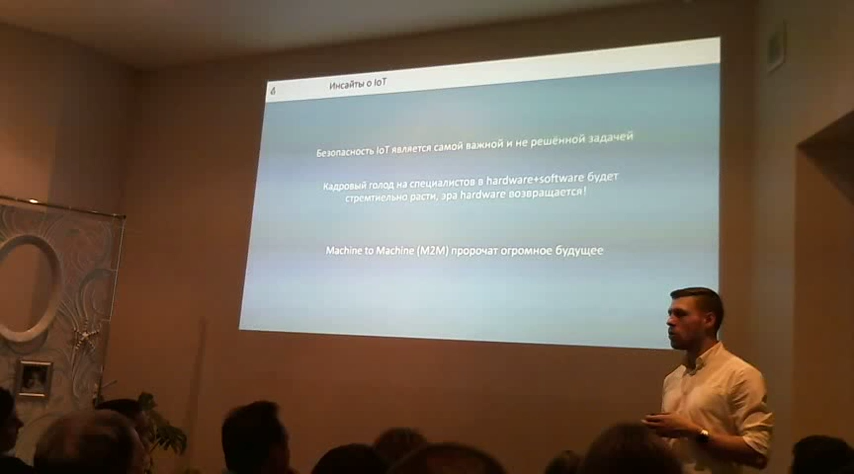 Инсайты о IoT
Безопасность IoT является самой важной и не решённой задачей
Кадровый голод на специалистов в hardware+software будет
стремтиельно расти, эра hardware возвращается!
Machine to Machine (M2M) пророчат огромное будущее